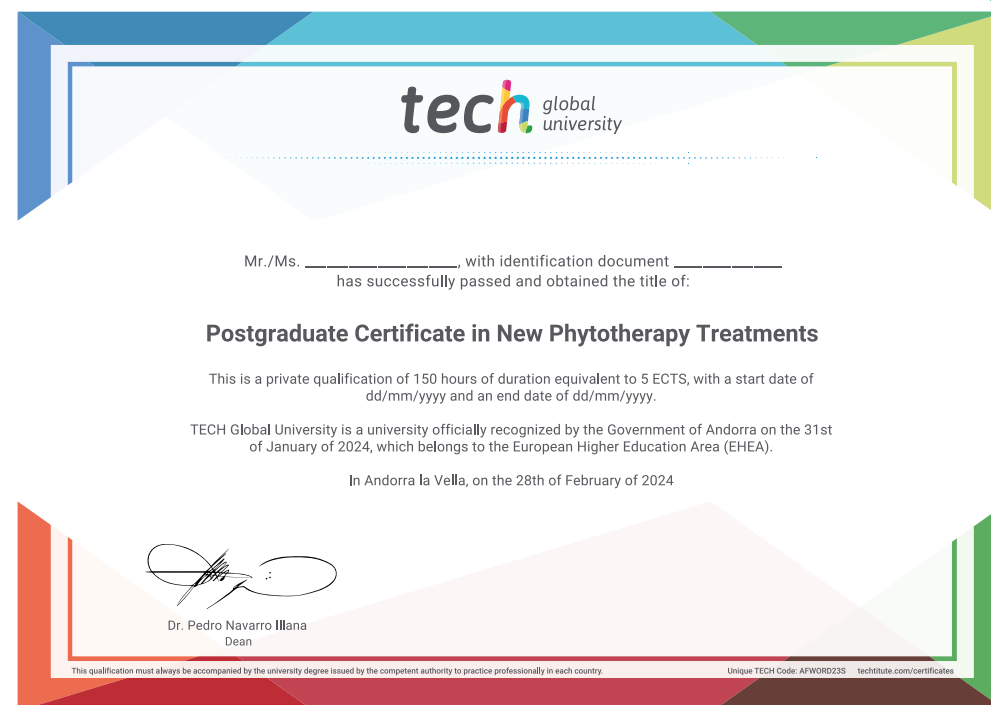 tech global
university
Mr./Ms. ________________, with identification document ____________
has successfully passed and obtained the title of:
Postgraduate Certificate in New Phytotherapy Treatments
This is a private qualification of 150 hours of duration equivalent to 5 ECTS, with a start date of
dd/mm/yyyy and an end date of dd/mm/yyyy.
TECH Global University is a university officially recognized by the Government of Andorra on the 31st
of January of 2024, which belongs to the European Higher Education Area (EHEA).
In Andorra la Vella, on the 28th of February of 2024
Dr. Pedro Navarro Illana
Dean
This qualification must always be accompanied by the university degree issued by the competent authority to practice professionally in each country.
Unique TECH Code: AFWORD23S techtitute.com/certificates